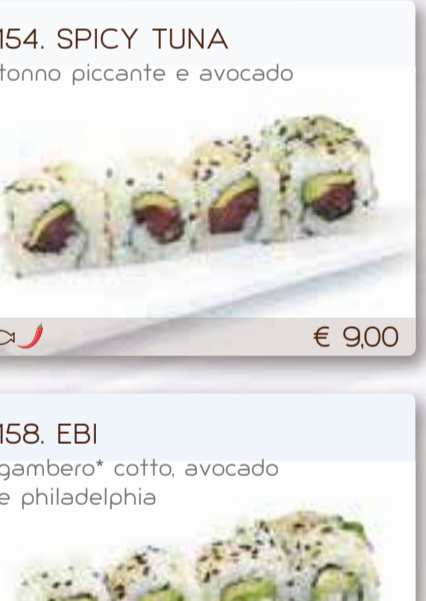 154. SPICY TUNA
tonno piccante e avocado
€ 9,00
158. EBI
gambero* cotto, avocado
e philadelphia